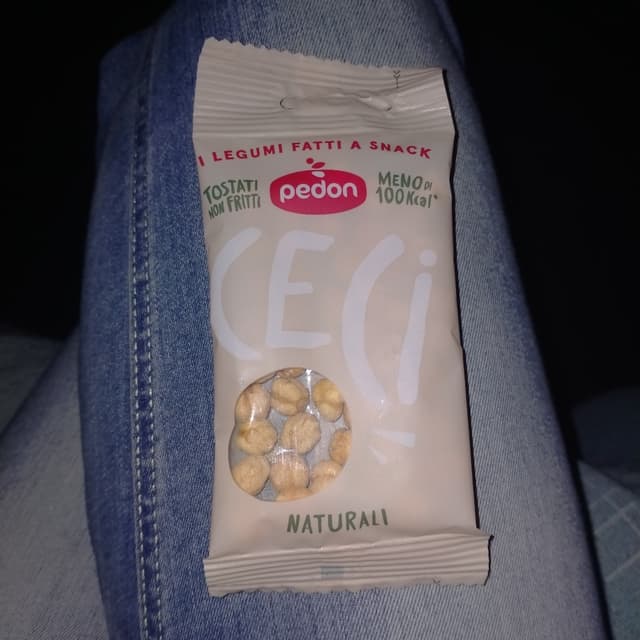 I LEGUMI FATTI A SNACK
TOSTATI
NON FRITTI
pedon
MENO DI
100Kcal*
CECi
NATURALI